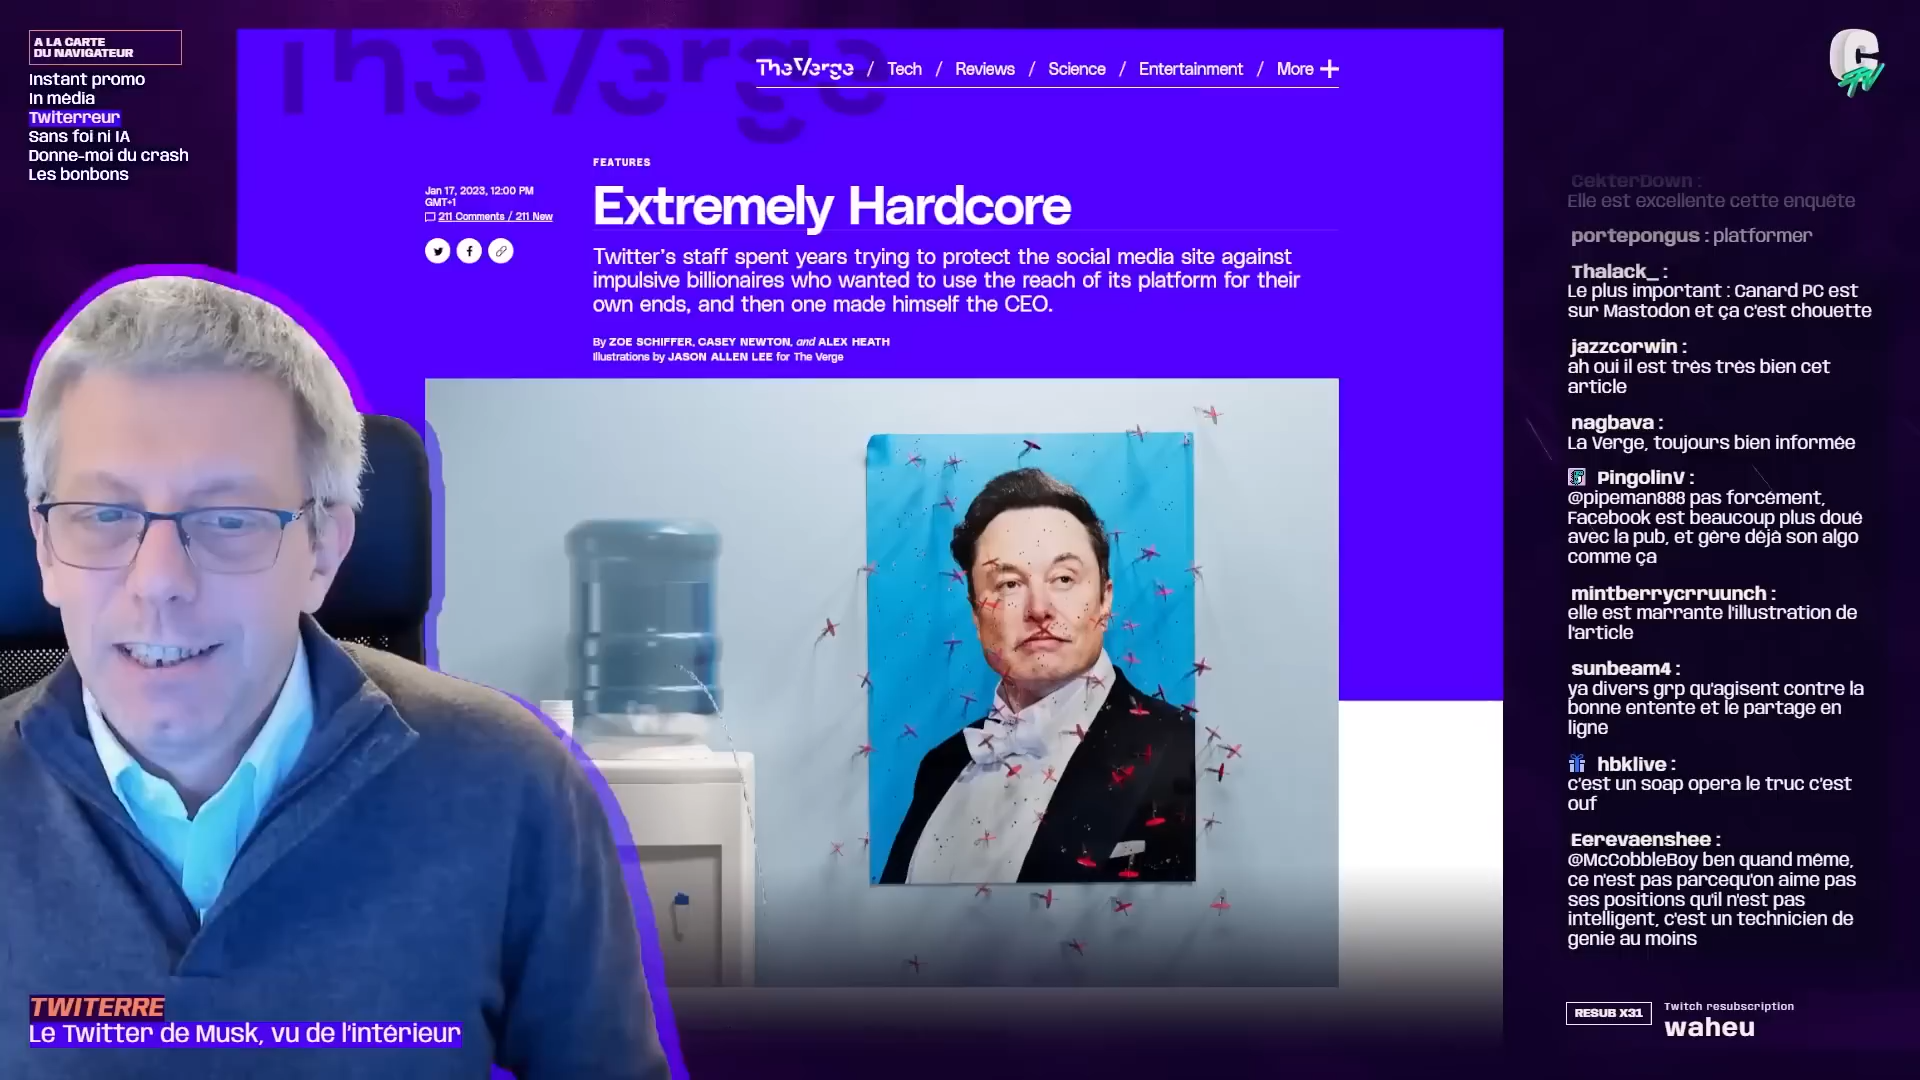 A LA CARTE
DU NAVIGATEUR
Instant promo
In média
Twiterreur
Sans foi ni IA
Donne-moi du crash
Les bonbons
TheVerge
TheVerge / Tech / Reviews / Science / Entertainment / More
FEATURES
Extremely Hardcore
Jan 17, 2023, 12:00 PM
GMT+1
211 Comments / 211 New
Twitter's staff spent years trying to protect the social media site against
impulsive billionaires who wanted to use the reach of its platform for their
own ends, and then one made himself the CEO.
By ZOE SCHIFFER, CASEY NEWTON, and ALEX HEATH
Illustrations by JASON ALLEN LEE for The Verge
C
TV
CekterDown :
Elle est excellente cette enquête
portepongus : platformer
Thalack_ :
Le plus important : Canard PC est
sur Mastodon et ça c'est chouette
jazzcorwin :
ah oui il est très très bien cet
article
nagbava :
La Verge, toujours bien informée
PingolinV :
@pipeman888 pas forcément,
Facebook est beaucoup plus doué
avec la pub, et gère déjà son algo
comme ça
mintberrycrruunch :
elle est marrante l'illustration de
l'article
sunbeam4 :
ya divers grp qu'agisent contre la
bonne entente et le partage en
ligne
hbklive :
c'est un soap opera le truc c'est
ouf
Eerevaenshee :
@McCobbleBoy ben quand même,
ce n'est pas parcequ'on aime pas
ses positions qu'il n'est pas
intelligent, c'est un technicien de
genie au moins
TWITERRE
Le Twitter de Musk, vu de l'intérieur
RESUB X31
Twitch resubscription
waheu